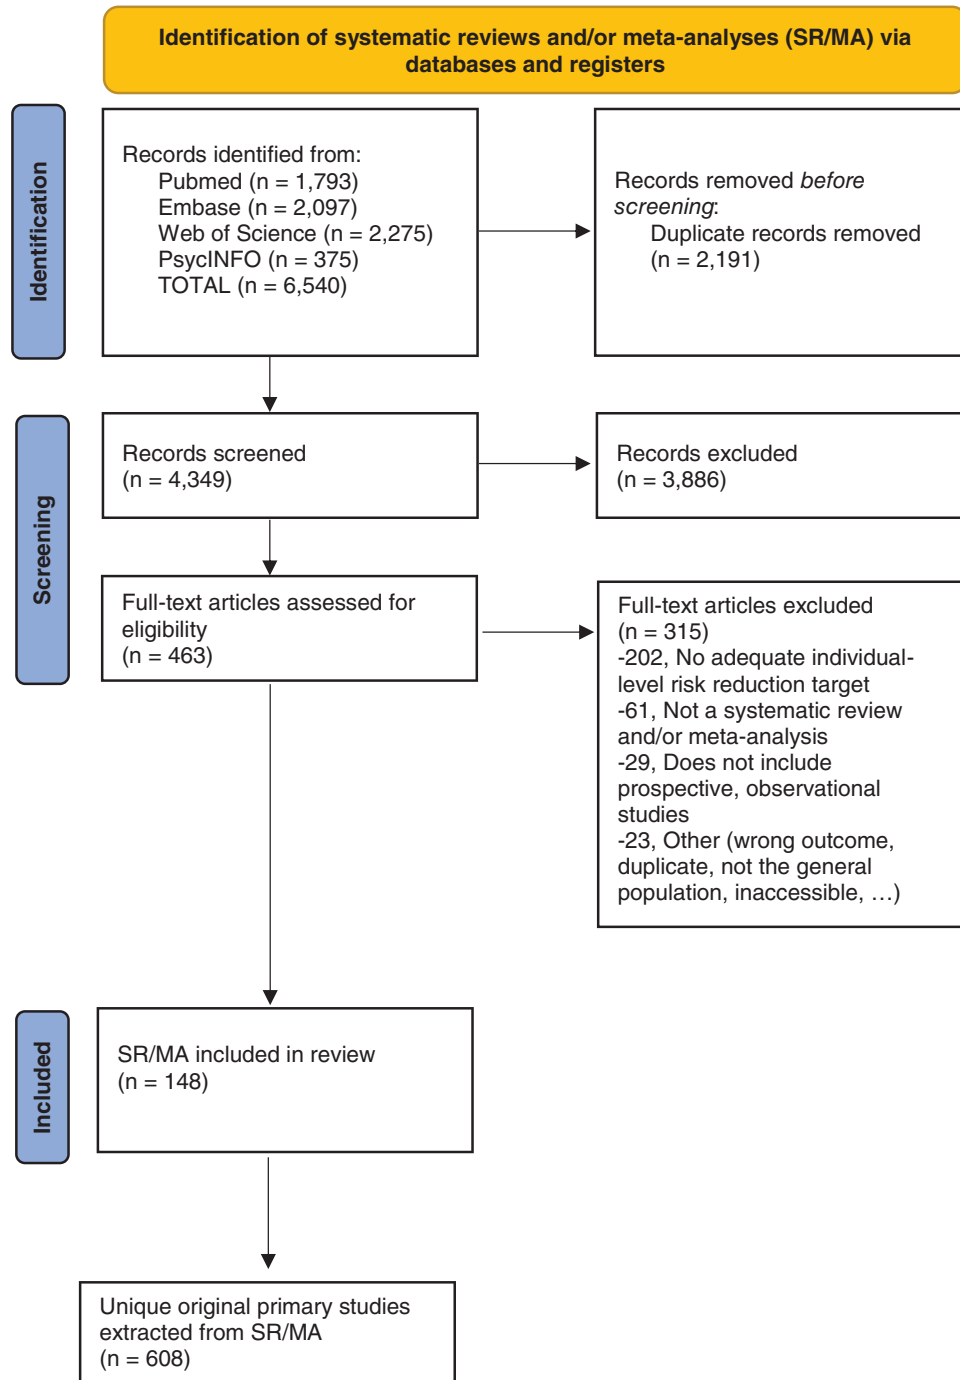 Identification of systematic reviews and/or meta-analyses (SR/MA) via
databases and registers
Identification
Records identified from:
Pubmed (n = 1,793)
Embase (n = 2,097)
Web of Science (n = 2,275)
PsycINFO (n = 375)
TOTAL (n = 6,540)
Records removed before
screening:
Duplicate records removed
(n = 2,191)
Screening
Records screened
(n = 4,349)
Records excluded
(n = 3,886)
Full-text articles assessed for
eligibility
(n = 463)
Full-text articles excluded
(n = 315)
-202, No adequate individual-
level risk reduction target
-61, Not a systematic review
and/or meta-analysis
-29, Does not include
prospective, observational
studies
-23, Other (wrong outcome,
duplicate, not the general
population, inaccessible, …)
Included
SR/MA included in review
(n = 148)
Unique original primary studies
extracted from SR/MA
(n = 608)